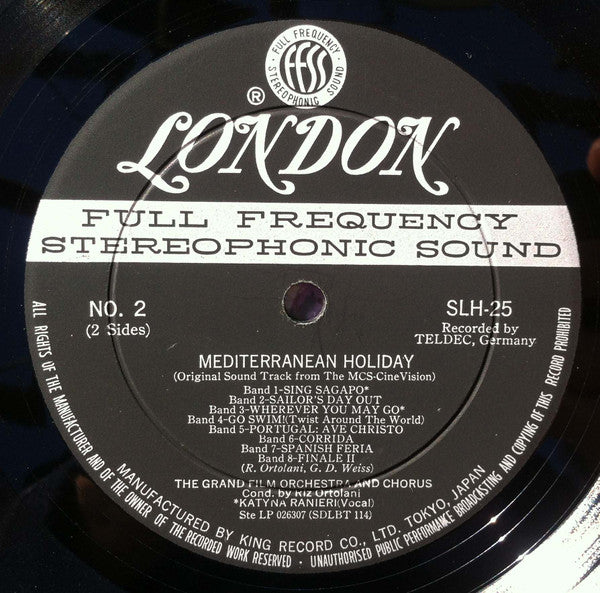 FULL FREQUENCY
FFSS
STEREOPHONIC SOUND
® LONDON
FULL FREQUENCY
STEREOPHONIC SOUND
NO. 2
(2 Sides)
SLH-25
Recorded by
TELDEC, Germany
MEDITERRANEAN HOLIDAY
(Original Sound Track from The MCS-CineVision)
Band 1-SING SAGAPO*
Band 2-SAILOR'S DAY OUT
Band 3-WHEREVER YOU MAY GO*
Band 4-GO SWIM!(Twist Around The World)
Band 5-PORTUGAL: AVE CHRISTO
Band 6-CORRIDA
Band 7-SPANISH FERIA
Band 8-FINALE II
(R. Ortolani, G. D. Weiss)
THE GRAND FILM ORCHESTRA AND CHORUS
Cond. by Riz Ortolani
*KATYNA RANIERI(Vocal)
Ste LP 026307 (SDLBT 114)
MANUFACTURED BY KING RECORD CO., LTD. TOKYO, JAPAN
ALL RIGHTS OF THE MANUFACTURER AND OF THE OWNER OF THE RECORDED WORK RESERVED · UNAUTHORISED PUBLIC PERFORMANCE BROADCASTING AND COPYING OF THIS RECORD PROHIBITED